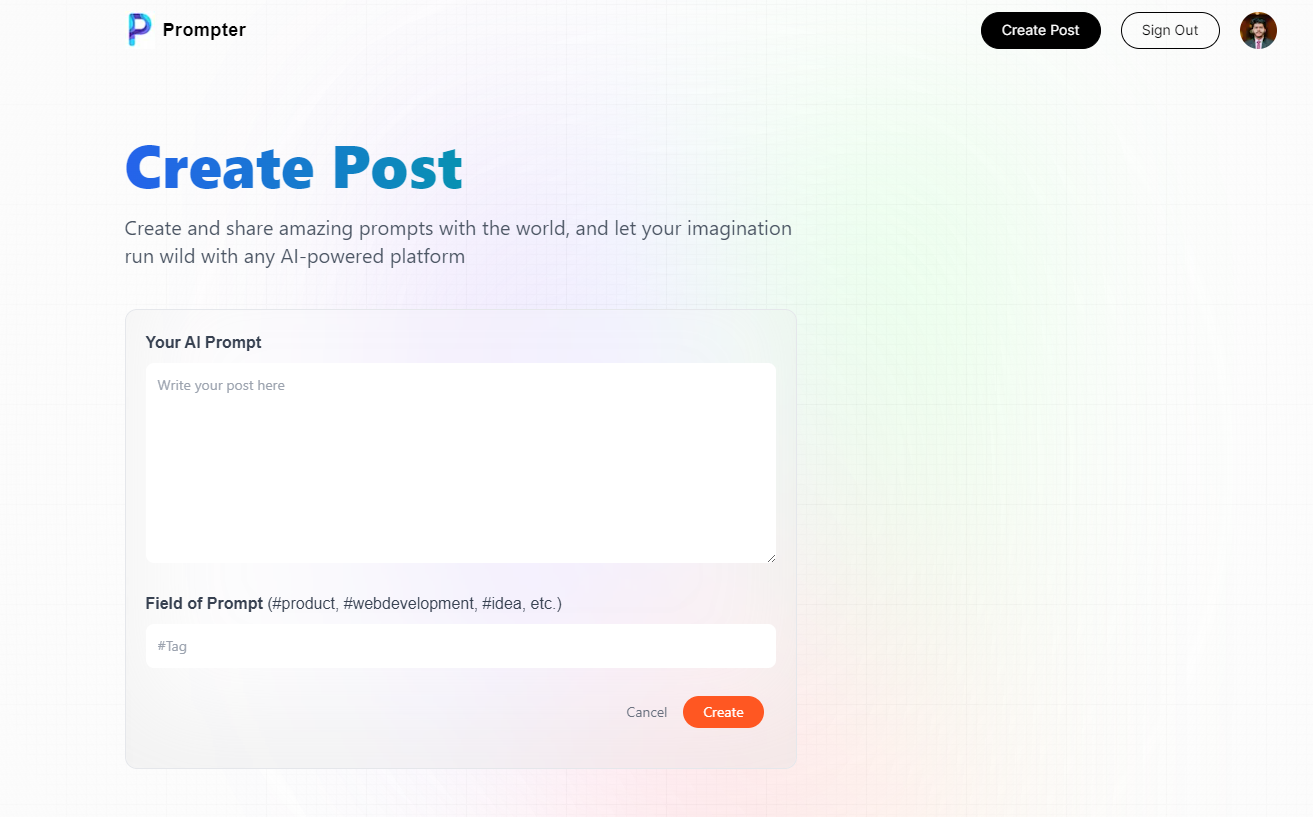 Prompter
Create Post
Sign Out
Create Post
Create and share amazing prompts with the world, and let your imagination
run wild with any AI-powered platform
Your AI Prompt
Write your post here
Field of Prompt (#product, #webdevelopment, #idea, etc.)
#Tag
Cancel
Create